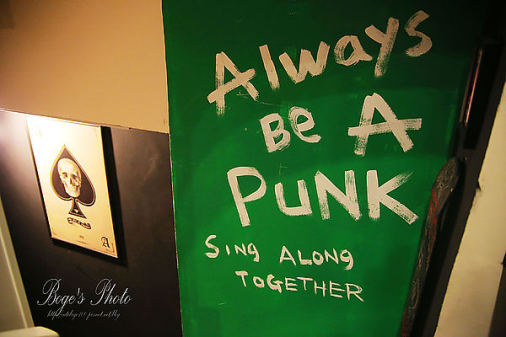 Always
Be A
Punk
Sing Along
Together
A
Boge's Photo